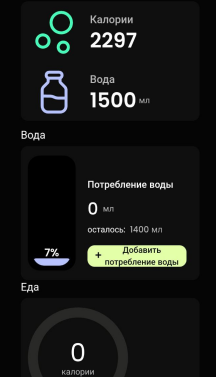 Калории
2297
Вода
1500 мл
Вода
Потребление воды
0 мл
осталось: 1400 мл
7%
+ Добавить
потребление воды
Еда
0
калории